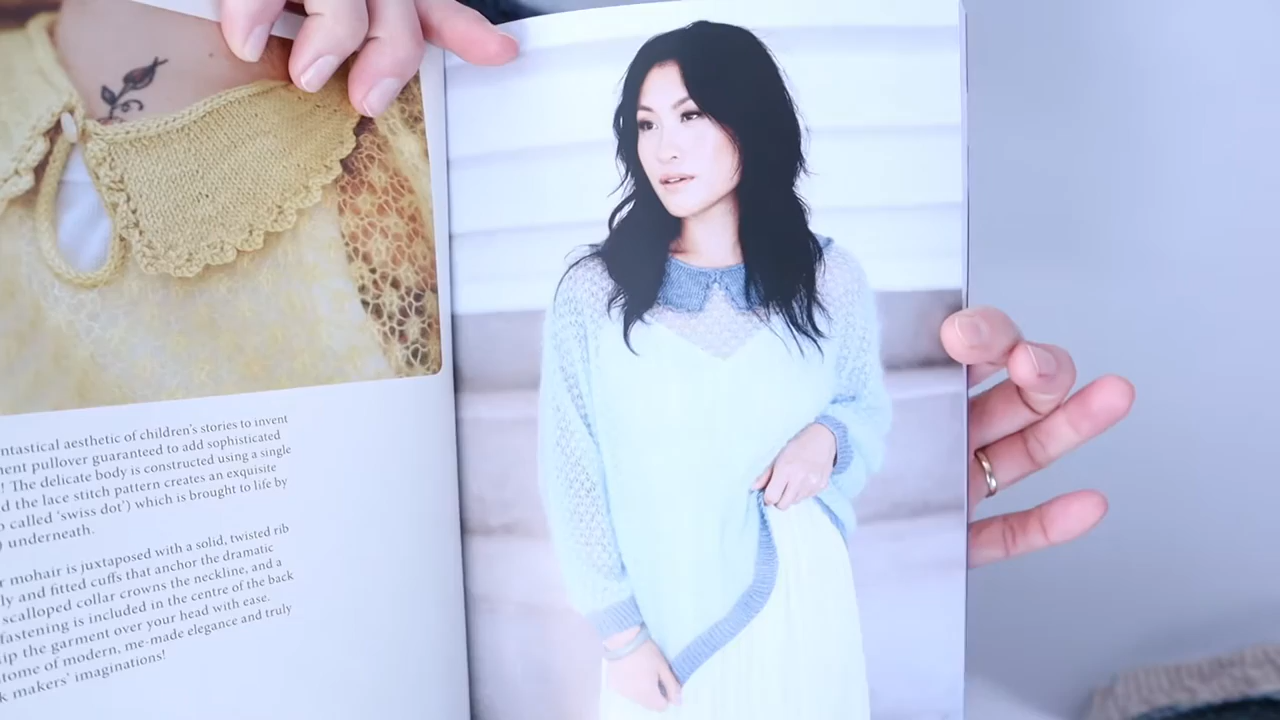 ntastical aesthetic of children's stories to invent
ent pullover guaranteed to add sophisticated
! The delicate body is constructed using a single
d the lace stitch pattern creates an exquisite
o called 'swiss dot') which is brought to life by
) underneath.
r mohair is juxtaposed with a solid, twisted rib
ly and fitted cuffs that anchor the dramatic
scalloped collar crowns the neckline, and a
fastening is included in the centre of the back
ip the garment over your head with ease.
tome of modern, me-made elegance and truly
k makers' imaginations!